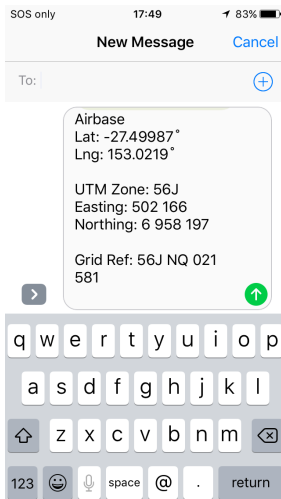 SOS only 17:49 83%
New Message Cancel
To:
Airbase
Lat: -27.49987°
Lng: 153.0219°
UTM Zone: 56J
Easting: 502 166
Northing: 6 958 197
Grid Ref: 56J NQ 021
581
q w e r t y u i o p
a s d f g h j k l
z x c v b n m
123 space @ . return